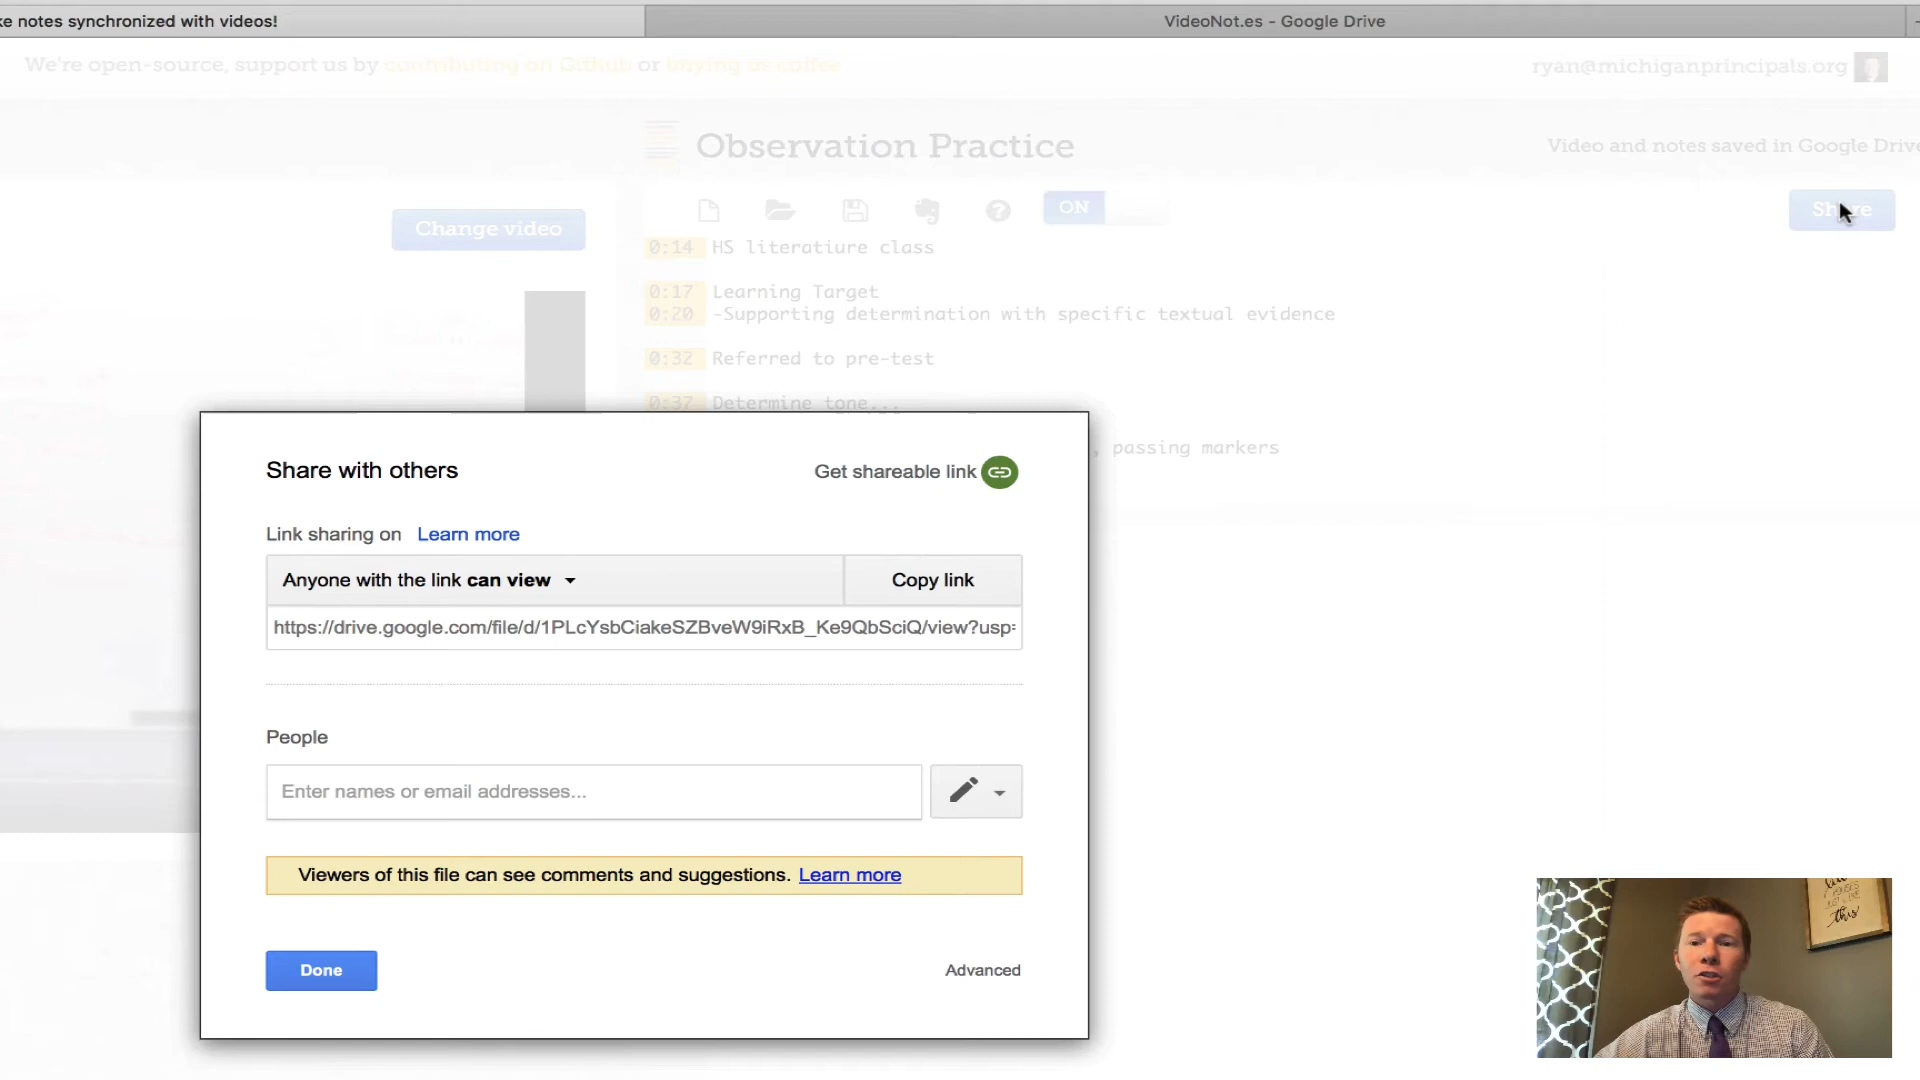 ke notes synchronized with videos!
VideoNot.es - Google Drive
We're open-source, support us by contributing on Github or buying us coffee
ryan@michiganprincipals.org
Observation Practice
Video and notes saved in Google Drive
Change video
ON
Share
0:14 HS literatiure class
0:17 Learning Target
0:20 -Supporting determination with specific textual evidence
0:32 Referred to pre-test
0:37 Determine tone...
, passing markers
Share with others
Get shareable link
Link sharing on Learn more
Anyone with the link can view
Copy link
https://drive.google.com/file/d/1PLcYsbCiakeSZBveW9iRxB_Ke9QbSciQ/view?usp=
People
Enter names or email addresses...
Viewers of this file can see comments and suggestions. Learn more
Done
Advanced
this